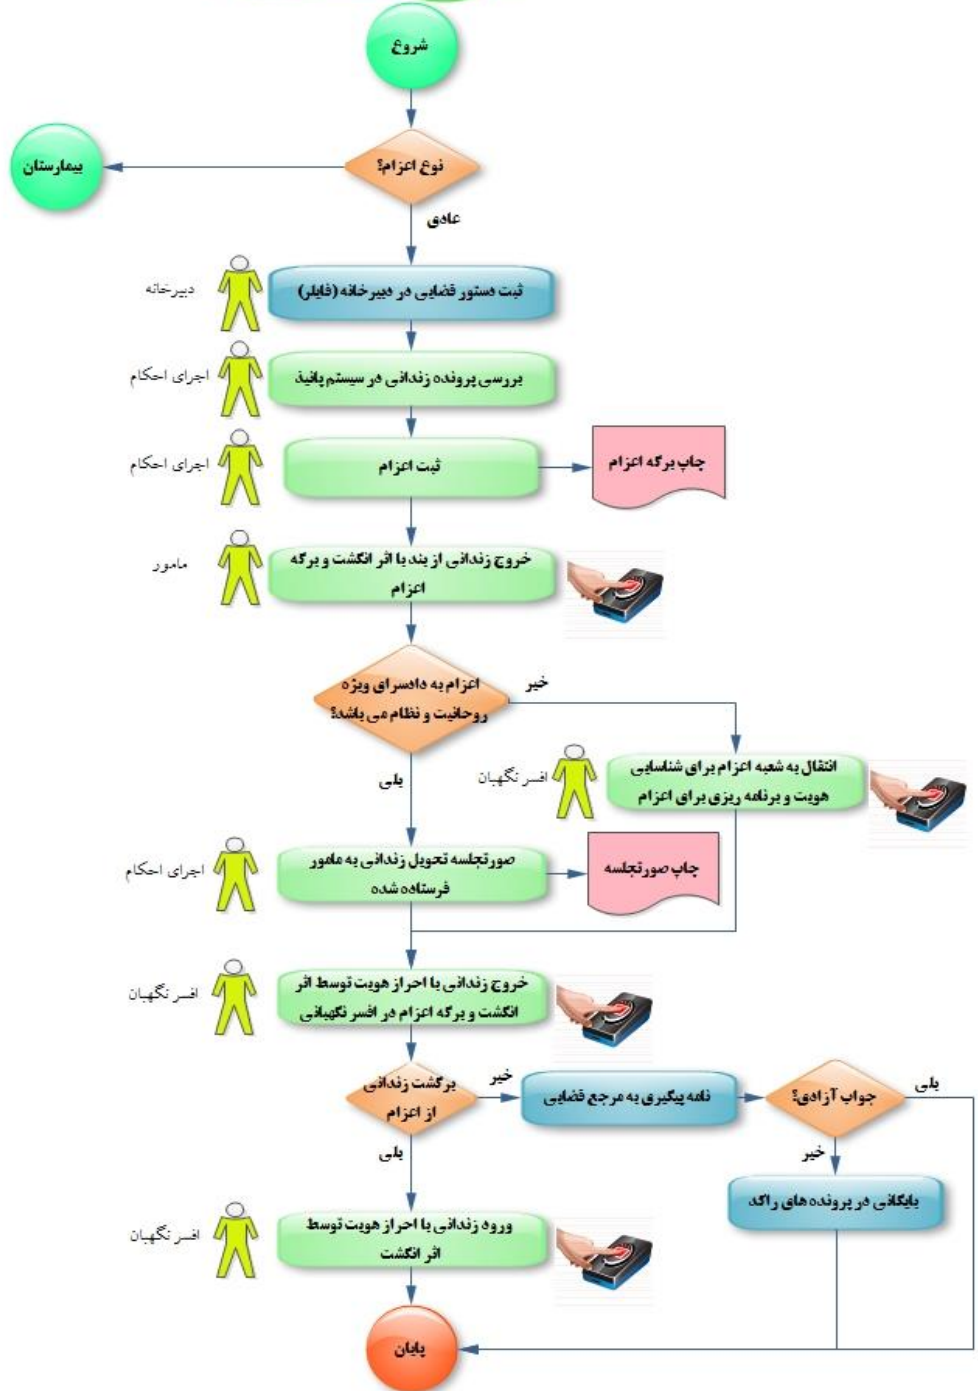 شروع
نوع اعزام؟
بیمارستان
عادی
دبیرخانه
ثبت دستور قضایی در دبیرخانه (فایلر)
اجرای احکام
بررسی پرونده زندانی در سیستم پانیذ
اجرای احکام
ثبت اعزام
چاپ برگه اعزام
مامور
خروج زندانی از بند با اثر انگشت و برگه
اعزام
اعزام به دادسرای ویژه
روحانیت و نظام می باشد؟
خیر
بلی
افسر نگهبان
انتقال به شعبه اعزام برای شناسایی
هویت و برنامه ریزی برای اعزام
اجرای احکام
صورتجلسه تحویل زندانی به مامور
فرستاده شده
چاپ صورتجلسه
افسر نگهبان
خروج زندانی با احراز هویت توسط اثر
انگشت و برگه اعزام در افسر نگهبانی
برگشت زندانی
از اعزام
خیر
نامه پیگیری به مرجع قضایی
جواب آزادی؟
بلی
بلی
خیر
بایگانی در پرونده های راکد
افسر نگهبان
ورود زندانی با احراز هویت توسط
اثر انگشت
پایان